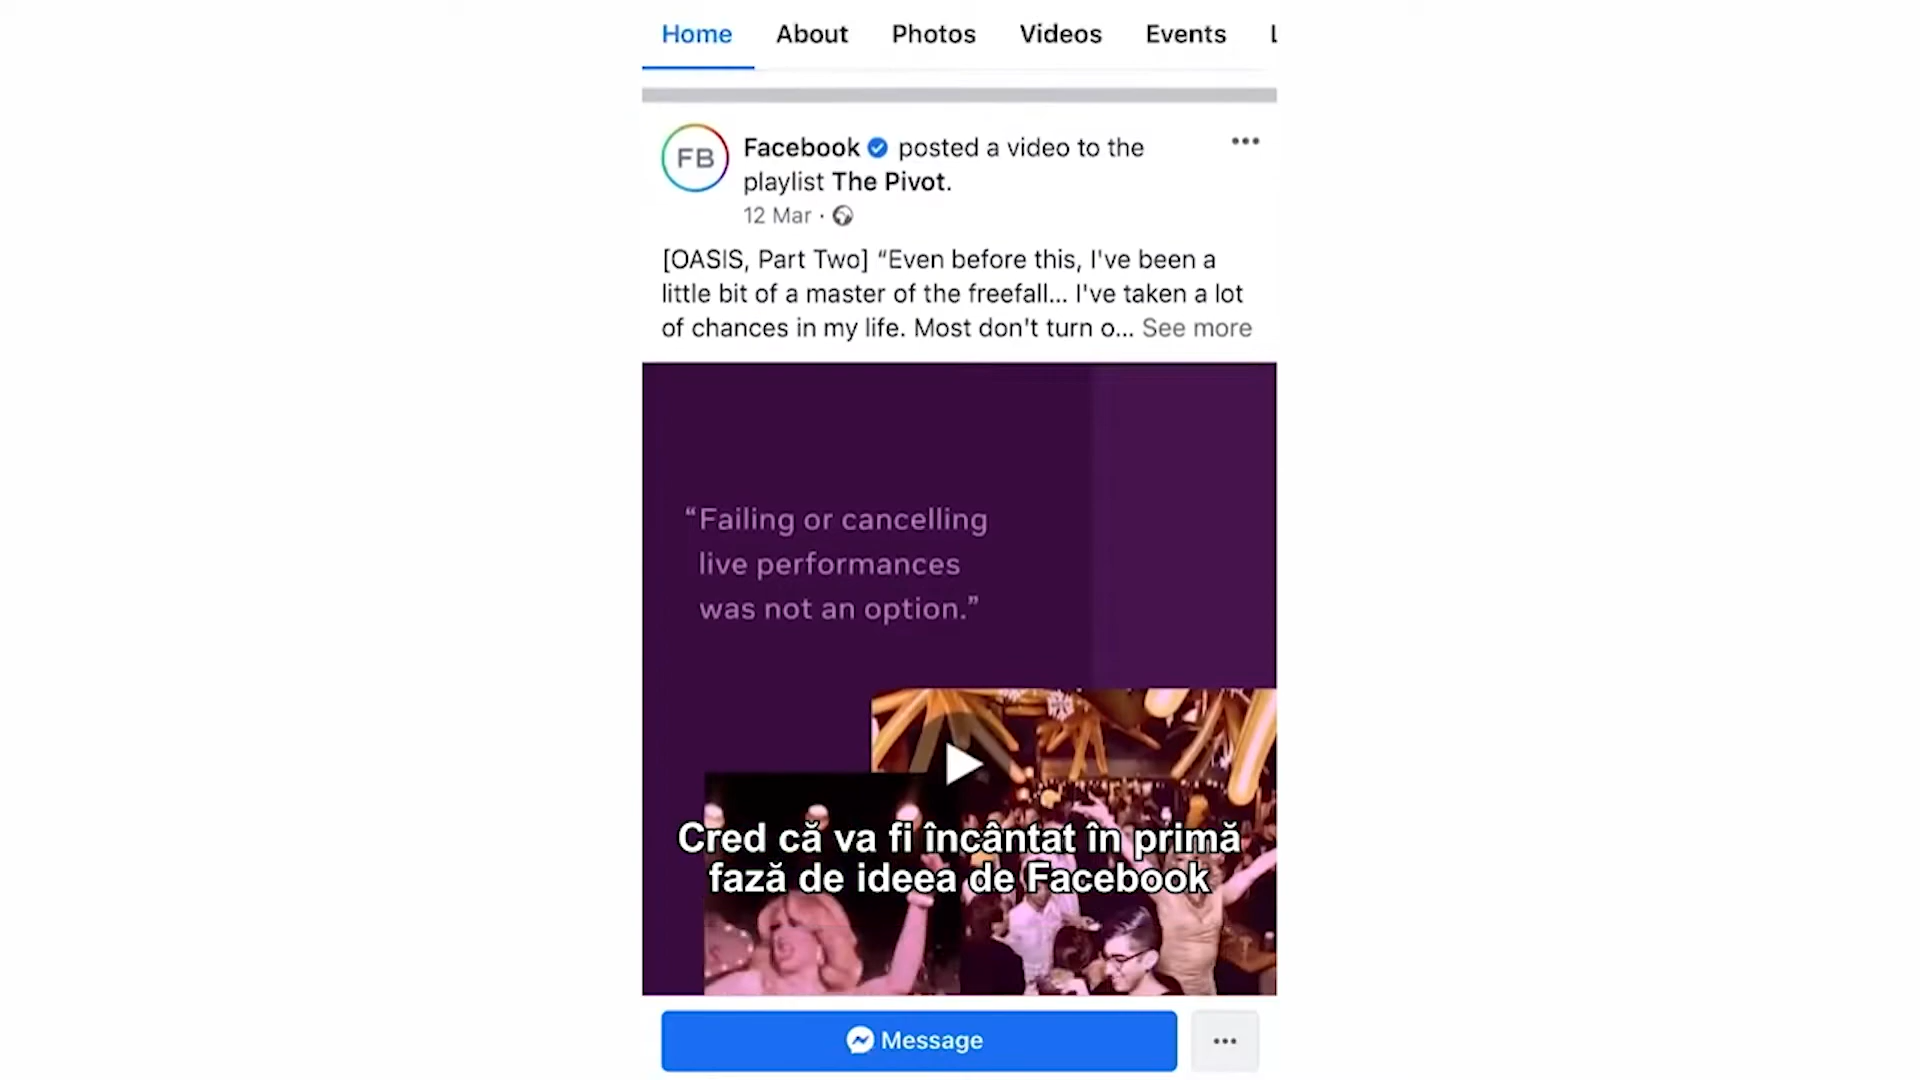 Home About Photos Videos Events L
FB
Facebook posted a video to the
playlist The Pivot.
12 Mar ·
[OASIS, Part Two] “Even before this, I've been a
little bit of a master of the freefall... I've taken a lot
of chances in my life. Most don't turn o... See more
“Failing or cancelling
live performances
was not an option.”
Cred că va fi încântat în primă
fază de ideea de Facebook
Message